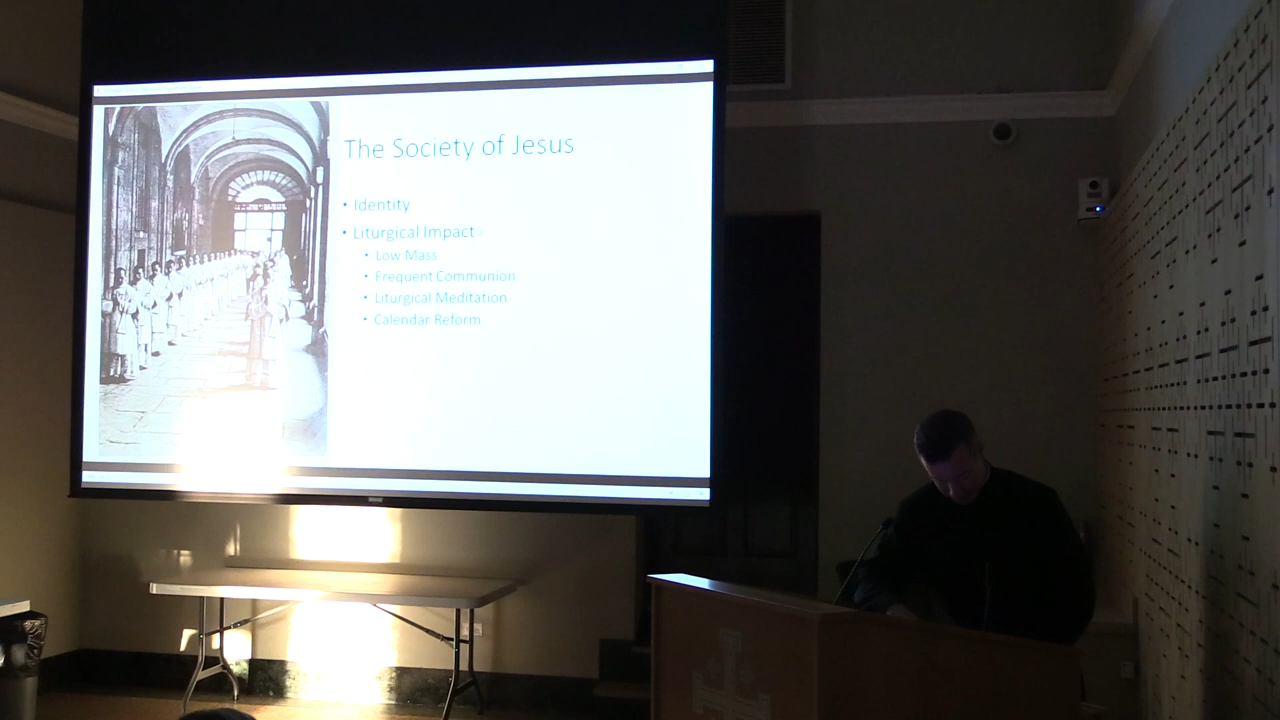 The Society of Jesus
• Identity
• Liturgical Impact
• Low Mass
• Frequent Communion
• Liturgical Meditation
• Calendar Reform